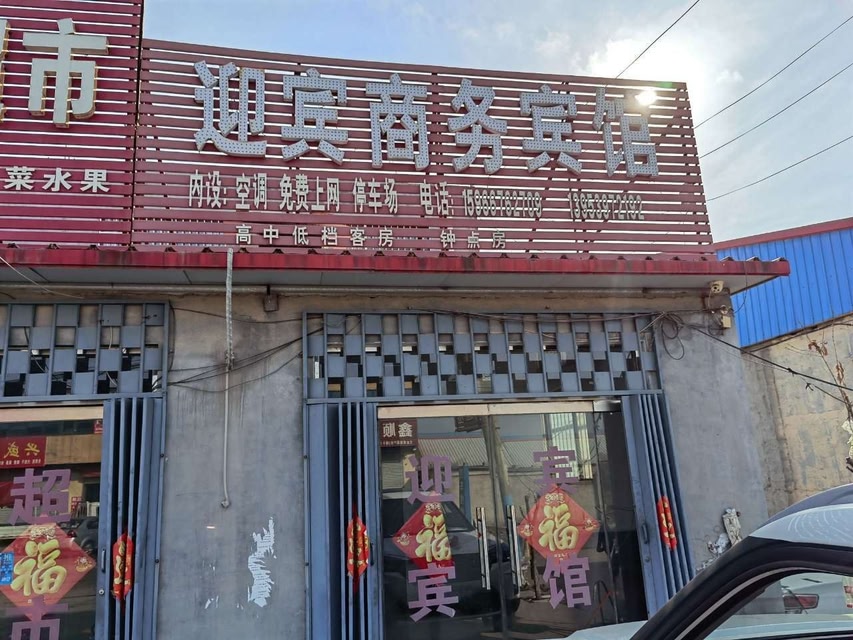 市
菜水果
迎宾商务宾馆
内设:空调 免费上网 停车场 电话:
高中低档客房 钟点房
超市
福
迎宾
宾馆
福
福